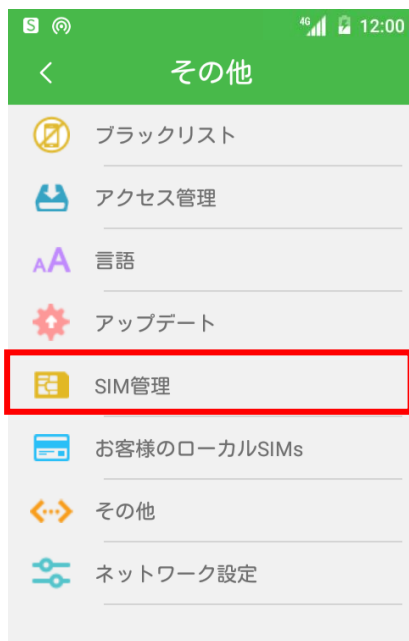 S 4G 12:00
その他
ブラックリスト
アクセス管理
AA 言語
アップデート
SIM管理
お客様のローカルSIMs
その他
ネットワーク設定